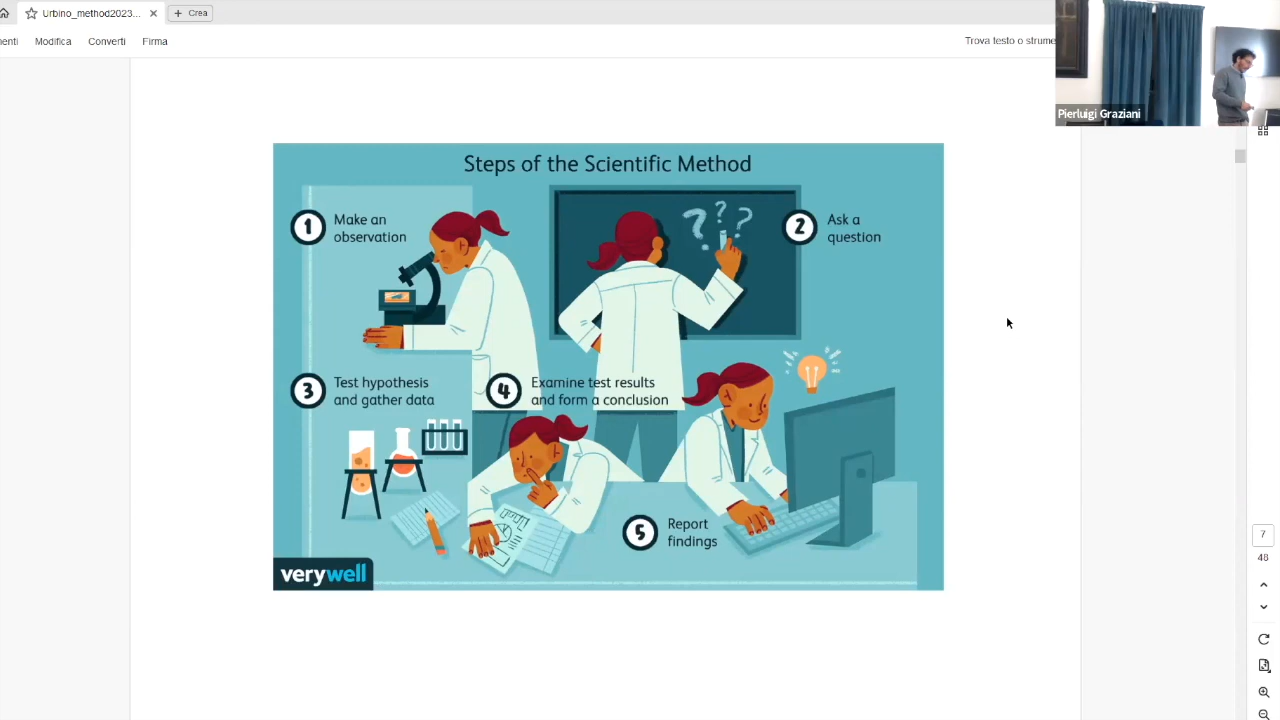 Urbino_method2023...
Crea
menti
Modifica
Converti
Firma
Trova testo o strume
Pierluigi Graziani
Steps of the Scientific Method
1
Make an
observation
? ? ?
2
Ask a
question
3
Test hypothesis
and gather data
4
Examine test results
and form a conclusion
5
Report
findings
verywell
7
48